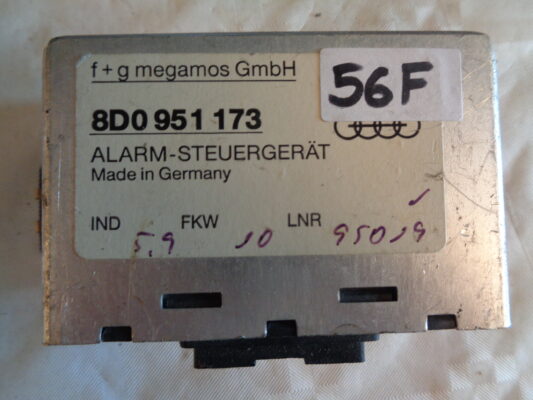 f+g megamos GmbH
56F
8D0 951 173
ALARM-STEUERGERÄT
Made in Germany
IND 5.9 FKW 10 LNR 95019